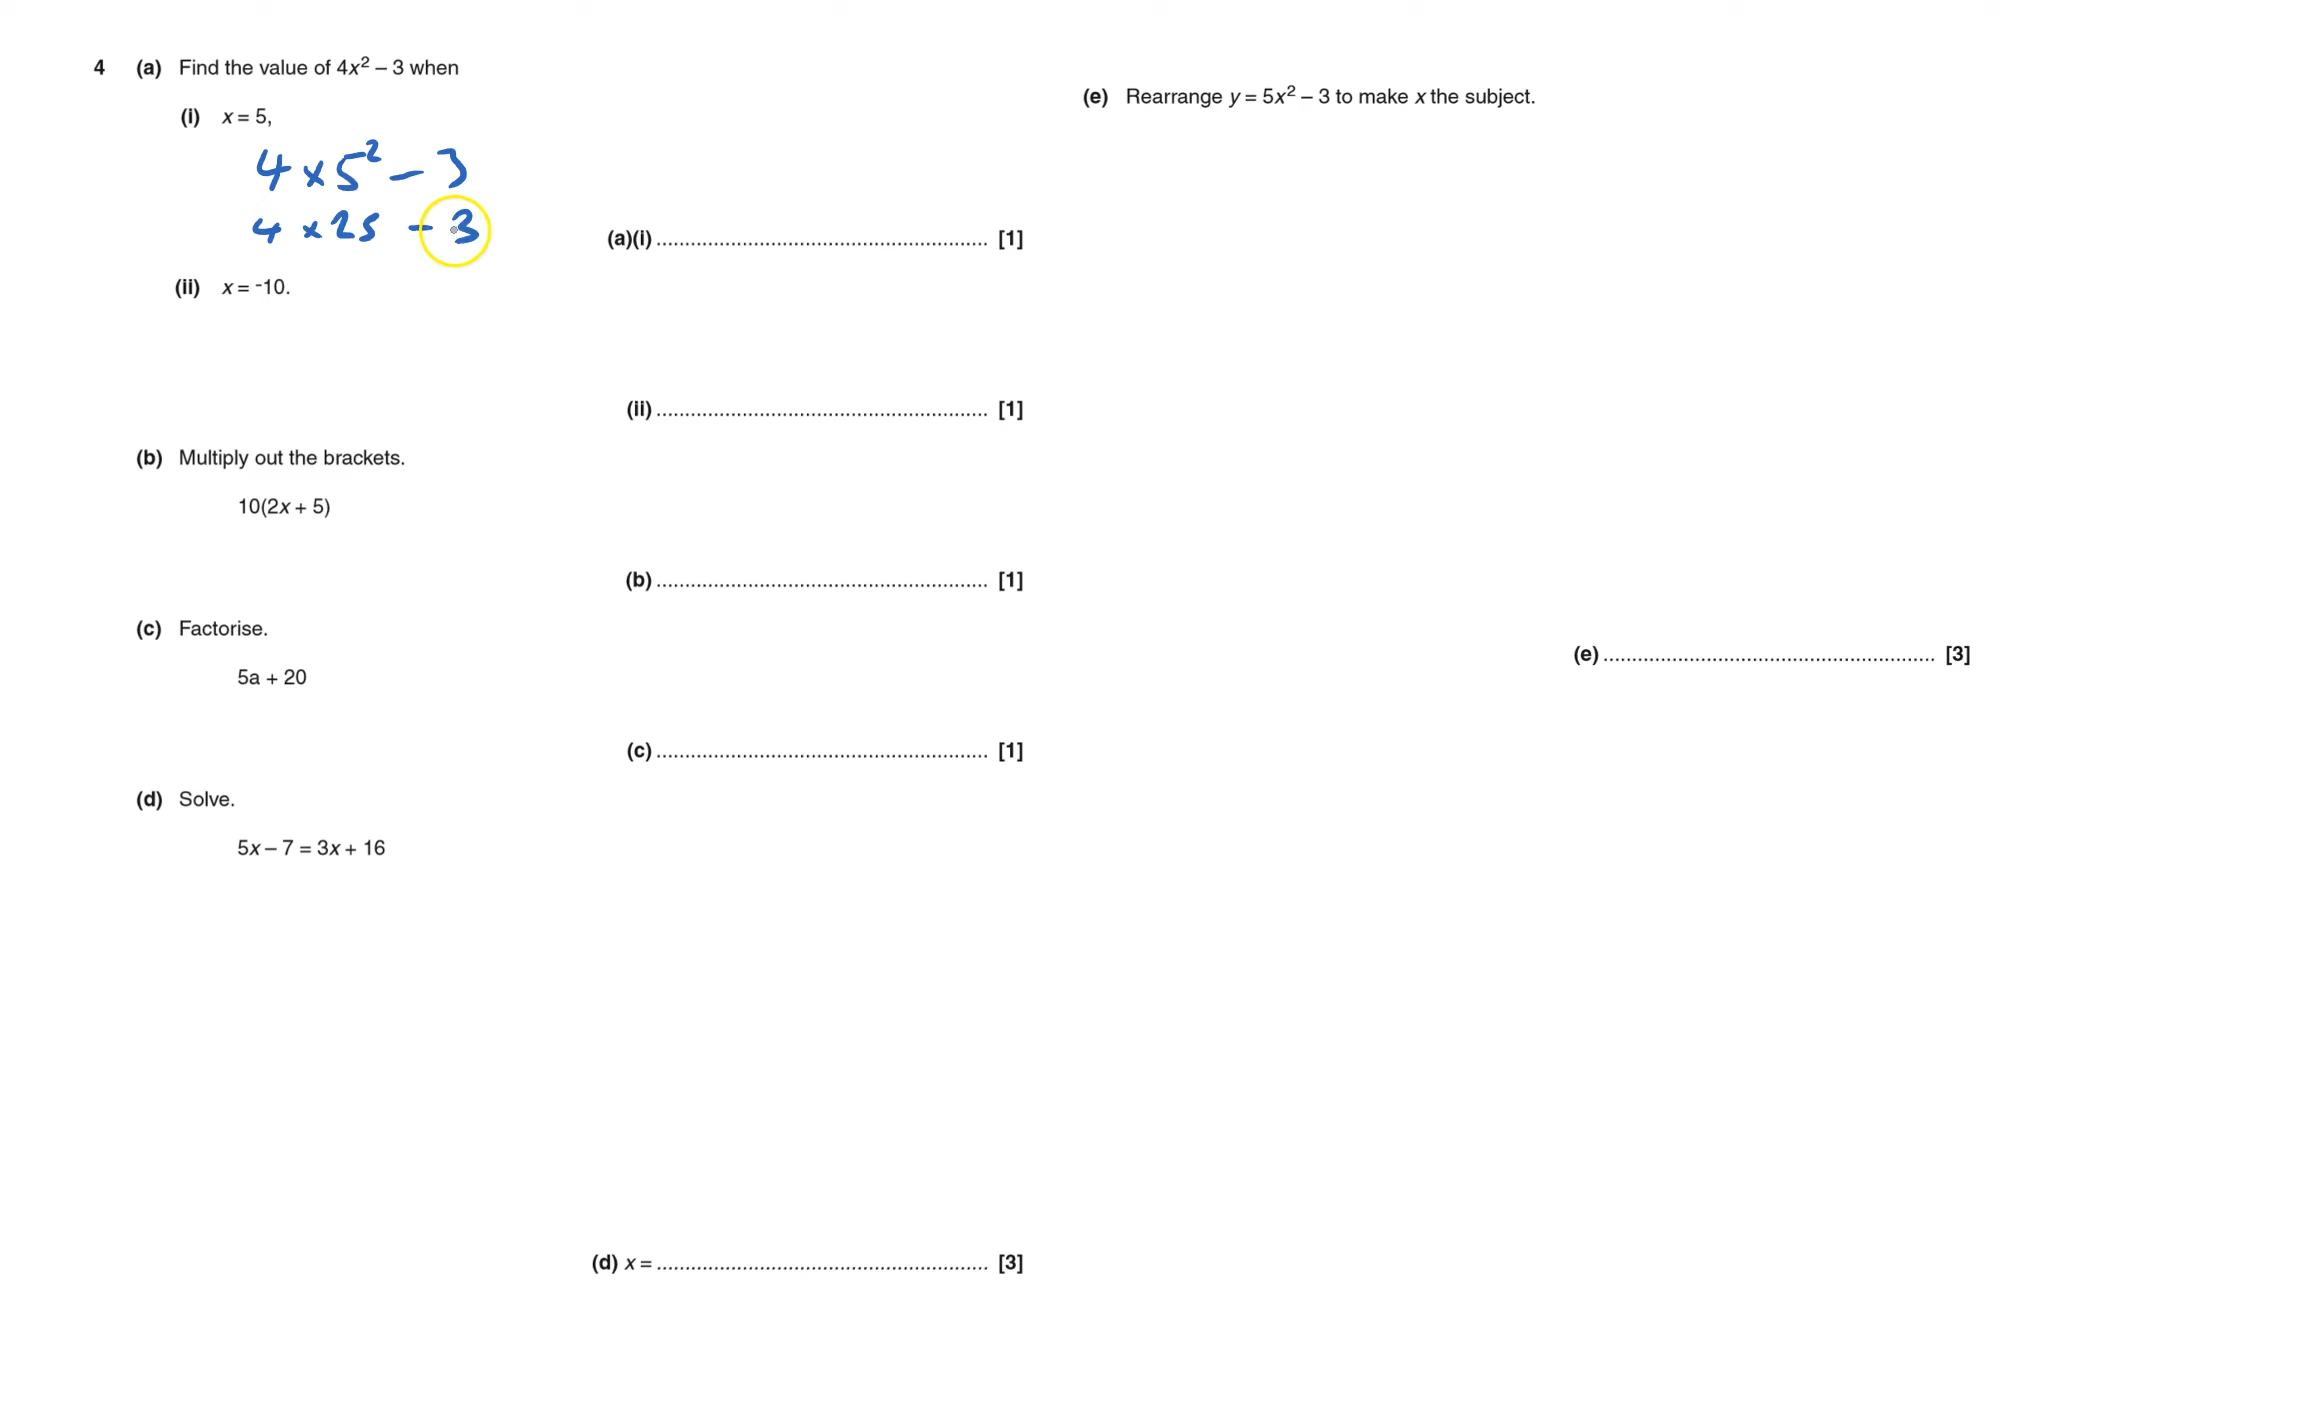 4 (a) Find the value of 4x² – 3 when
(i) x = 5,
4 × 5² – 3
4 × 25 – 3
(a)(i) .......................................................... [1]
(ii) x = -10.
(ii) .......................................................... [1]
(b) Multiply out the brackets.
10(2x + 5)
(b) .......................................................... [1]
(c) Factorise.
5a + 20
(c) .......................................................... [1]
(d) Solve.
5x – 7 = 3x + 16
(d) x = .......................................................... [3]
(e) Rearrange y = 5x² – 3 to make x the subject.
(e) .......................................................... [3]